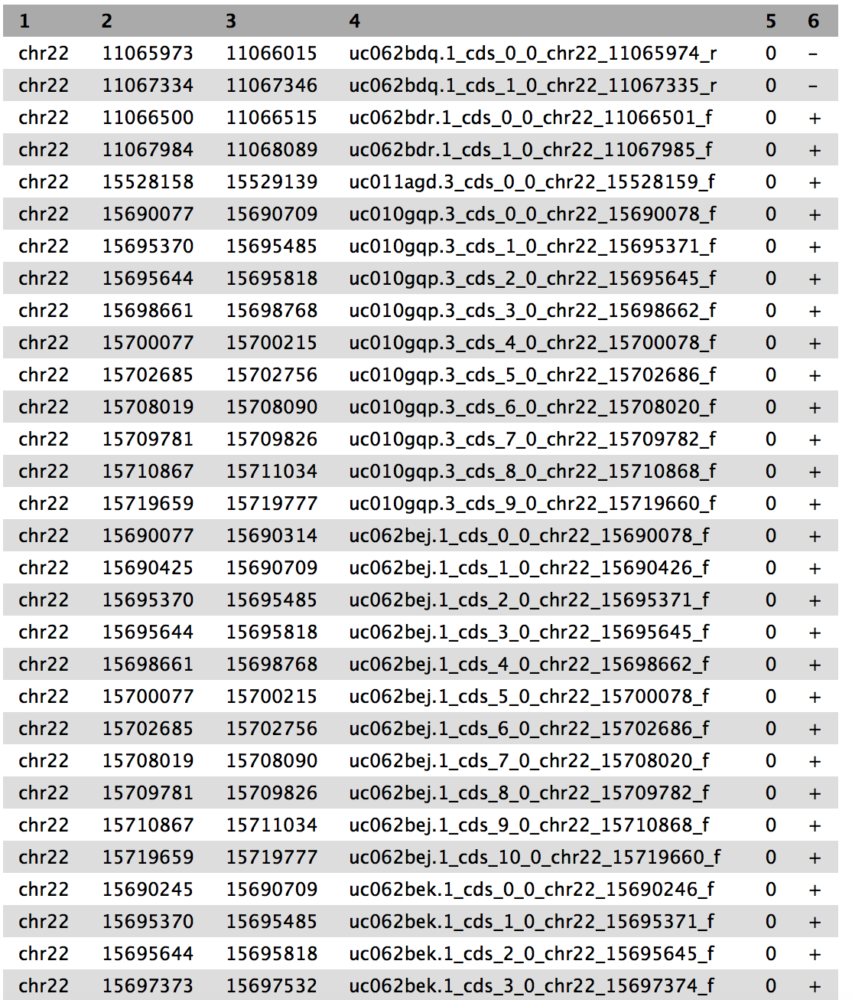 1 2 3 4 5 6
chr22 11065973 11066015 uc062bdq.1_cds_0_0_chr22_11065974_r 0 –
chr22 11067334 11067346 uc062bdq.1_cds_1_0_chr22_11067335_r 0 –
chr22 11066500 11066515 uc062bdr.1_cds_0_0_chr22_11066501_f 0 +
chr22 11067984 11068089 uc062bdr.1_cds_1_0_chr22_11067985_f 0 +
chr22 15528158 15529139 uc011agd.3_cds_0_0_chr22_15528159_f 0 +
chr22 15690077 15690709 uc010gqp.3_cds_0_0_chr22_15690078_f 0 +
chr22 15695370 15695485 uc010gqp.3_cds_1_0_chr22_15695371_f 0 +
chr22 15695644 15695818 uc010gqp.3_cds_2_0_chr22_15695645_f 0 +
chr22 15698661 15698768 uc010gqp.3_cds_3_0_chr22_15698662_f 0 +
chr22 15700077 15700215 uc010gqp.3_cds_4_0_chr22_15700078_f 0 +
chr22 15702685 15702756 uc010gqp.3_cds_5_0_chr22_15702686_f 0 +
chr22 15708019 15708090 uc010gqp.3_cds_6_0_chr22_15708020_f 0 +
chr22 15709781 15709826 uc010gqp.3_cds_7_0_chr22_15709782_f 0 +
chr22 15710867 15711034 uc010gqp.3_cds_8_0_chr22_15710868_f 0 +
chr22 15719659 15719777 uc010gqp.3_cds_9_0_chr22_15719660_f 0 +
chr22 15690077 15690314 uc062bej.1_cds_0_0_chr22_15690078_f 0 +
chr22 15690425 15690709 uc062bej.1_cds_1_0_chr22_15690426_f 0 +
chr22 15695370 15695485 uc062bej.1_cds_2_0_chr22_15695371_f 0 +
chr22 15695644 15695818 uc062bej.1_cds_3_0_chr22_15695645_f 0 +
chr22 15698661 15698768 uc062bej.1_cds_4_0_chr22_15698662_f 0 +
chr22 15700077 15700215 uc062bej.1_cds_5_0_chr22_15700078_f 0 +
chr22 15702685 15702756 uc062bej.1_cds_6_0_chr22_15702686_f 0 +
chr22 15708019 15708090 uc062bej.1_cds_7_0_chr22_15708020_f 0 +
chr22 15709781 15709826 uc062bej.1_cds_8_0_chr22_15709782_f 0 +
chr22 15710867 15711034 uc062bej.1_cds_9_0_chr22_15710868_f 0 +
chr22 15719659 15719777 uc062bej.1_cds_10_0_chr22_15719660_f 0 +
chr22 15690245 15690709 uc062bek.1_cds_0_0_chr22_15690246_f 0 +
chr22 15695370 15695485 uc062bek.1_cds_1_0_chr22_15695371_f 0 +
chr22 15695644 15695818 uc062bek.1_cds_2_0_chr22_15695645_f 0 +
chr22 15697373 15697532 uc062bek.1_cds_3_0_chr22_15697374_f 0 +